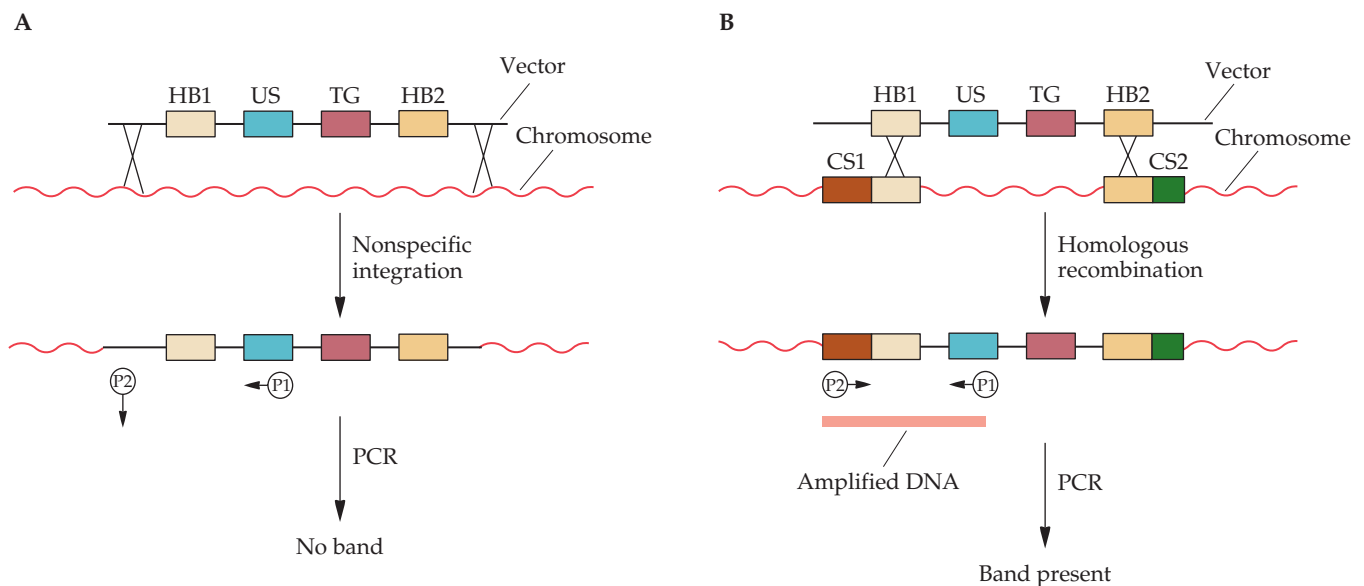 A
Vector
HB1 US TG HB2
Chromosome
Nonspecific
integration
P2
P1
PCR
No band
B
Vector
HB1 US TG HB2
Chromosome
CS1
CS2
Homologous
recombination
P2
P1
Amplified DNA
PCR
Band present